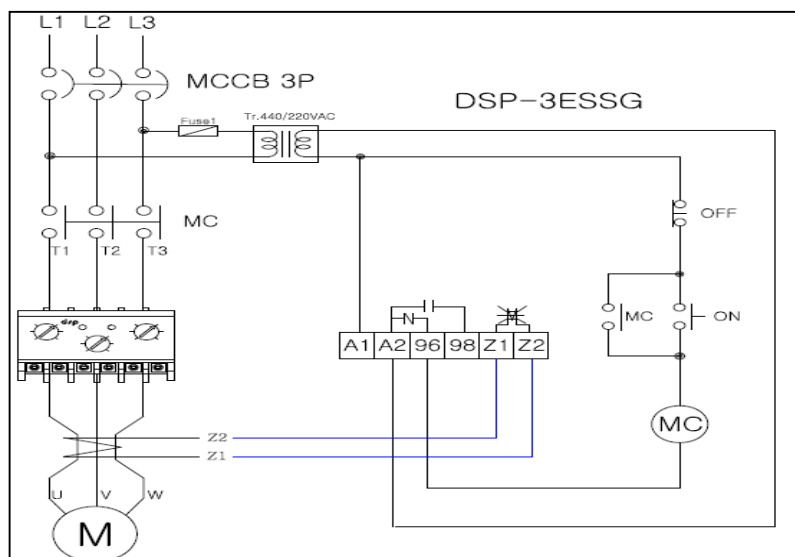 L1 L2 L3
MCCB 3P
DSP-3ESSG
Fuse1
Tr.440/220VAC
MC
T1 T2 T3
OFF
MC
ON
N
A1 A2 96 98 Z1 Z2
MC
Z2
Z1
U V W
M